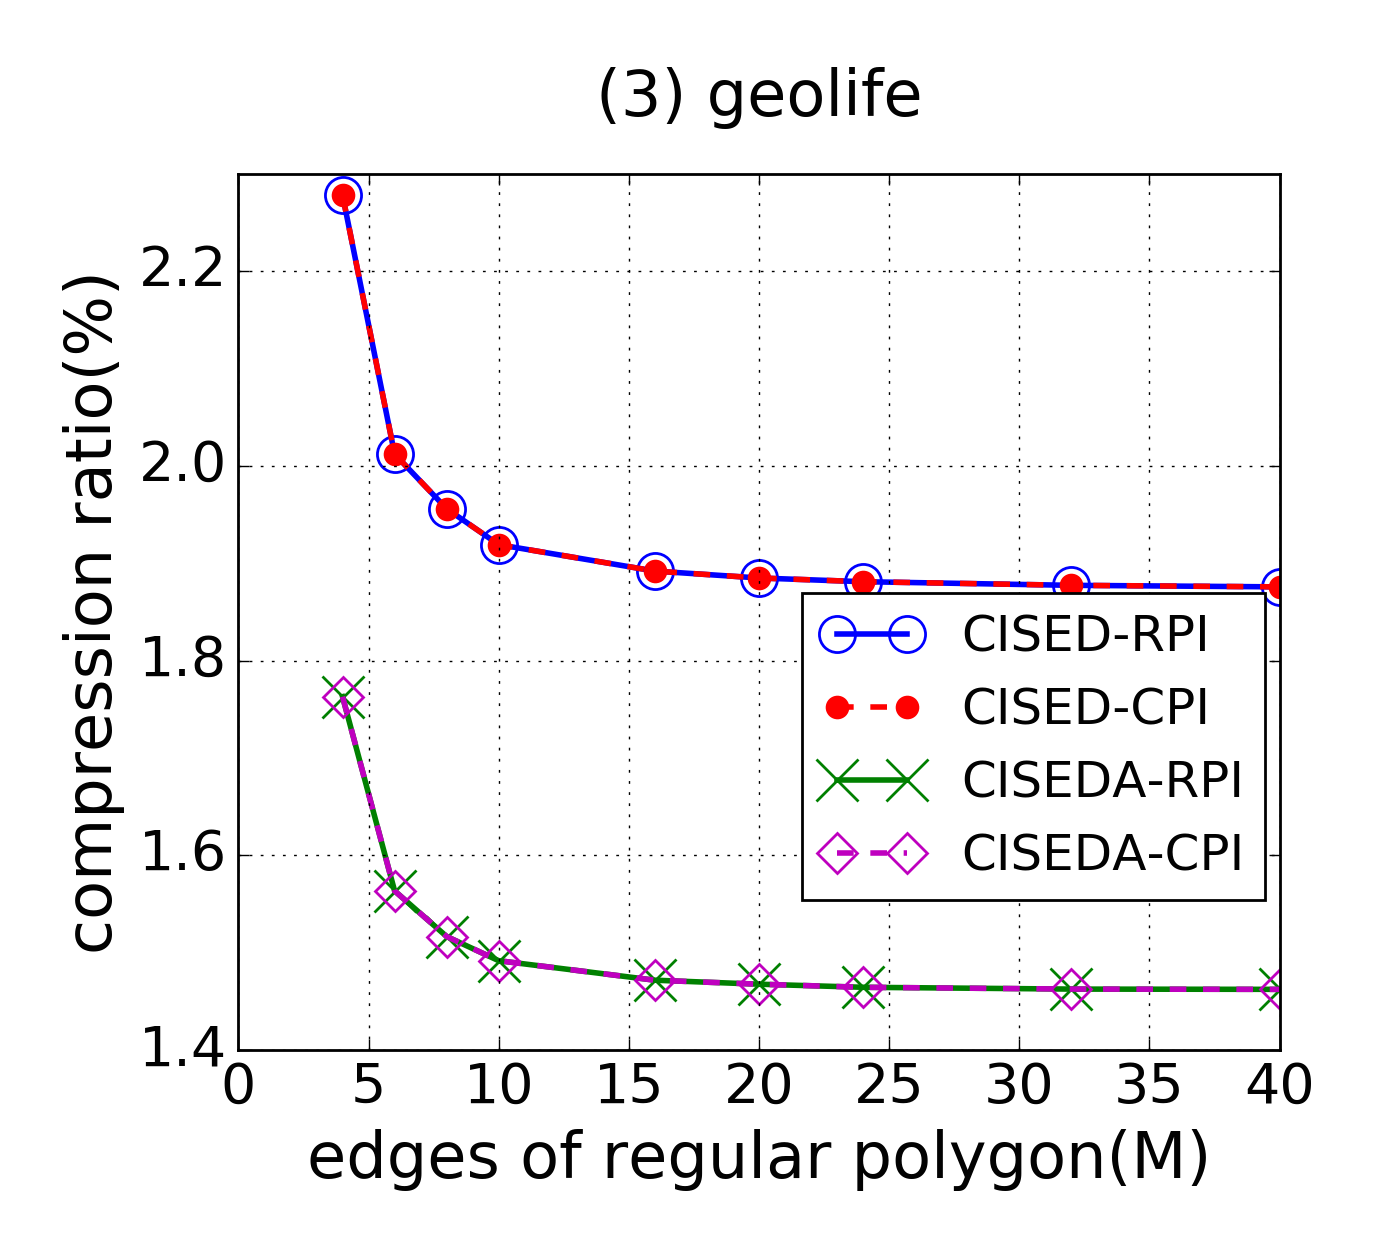 (3) geolife
compression ratio(%)
2.2
2.0
1.8
1.6
1.4
CISED-RPI
CISED-CPI
CISEDA-RPI
CISEDA-CPI
0 5 10 15 20 25 30 35 40
edges of regular polygon(M)